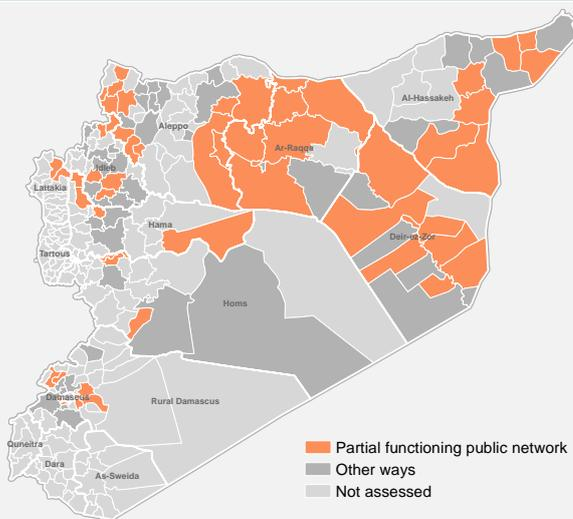 Al-Hassakeh
Aleppo
Ar-Raqqa
Idleb
Lattakia
Hama
Deir-ez-Zor
Tartous
Homs
Damascus
Rural Damascus
Quneitra
Dara
As-Sweida
Partial functioning public network
Other ways
Not assessed